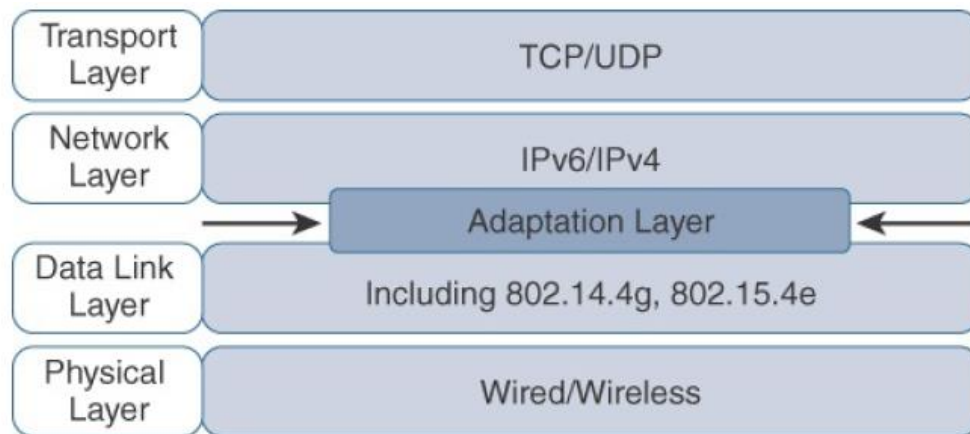 Transport
Layer
TCP/UDP
Network
Layer
IPv6/IPv4
Adaptation Layer
Data Link
Layer
Including 802.14.4g, 802.15.4e
Physical
Layer
Wired/Wireless